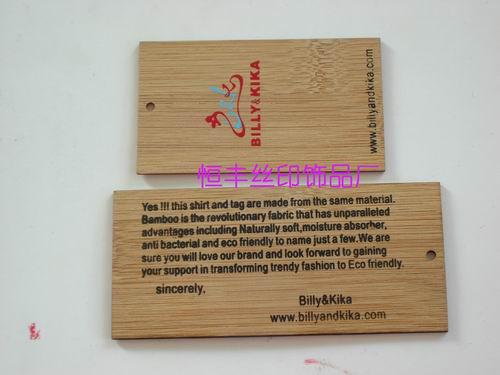 BILLY&KIKA
www.billyandkika.com
恒丰丝印饰品厂
Yes !!! this shirt and tag are made from the same material.
Bamboo is the revolutionary fabric that has unparalleled
advantages including Naturally soft,moisture absorber,
anti bacterial and eco friendly to name just a few.We are
sure you will love our brand and look forward to gaining
your support in transforming trendy fashion to Eco friendly.
sincerely,
Billy&Kika
www.billyandkika.com